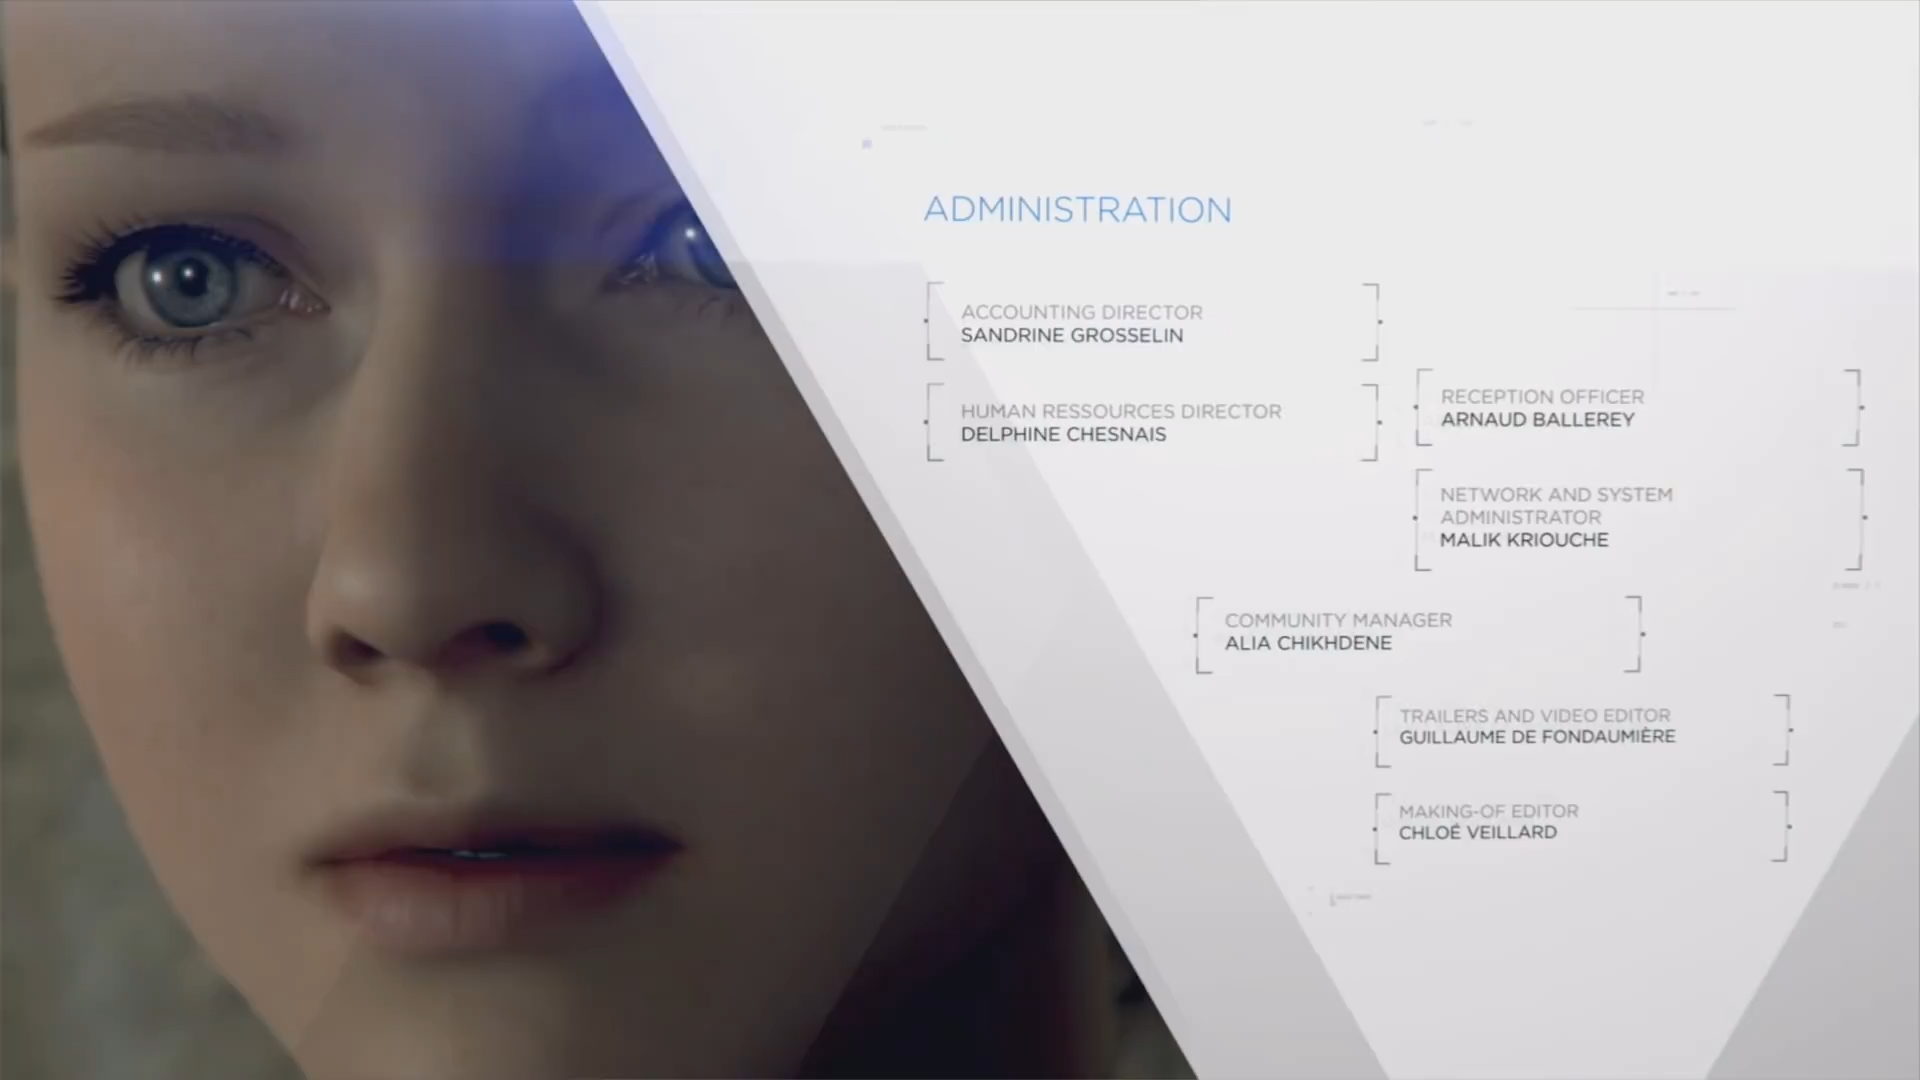 ADMINISTRATION
ACCOUNTING DIRECTOR
SANDRINE GROSSELIN
HUMAN RESSOURCES DIRECTOR
DELPHINE CHESNAIS
RECEPTION OFFICER
ARNAUD BALLEREY
NETWORK AND SYSTEM
ADMINISTRATOR
MALIK KRIOUCHE
COMMUNITY MANAGER
ALIA CHIKHDENE
TRAILERS AND VIDEO EDITOR
GUILLAUME DE FONDAUMIÈRE
MAKING-OF EDITOR
CHLOÉ VEILLARD